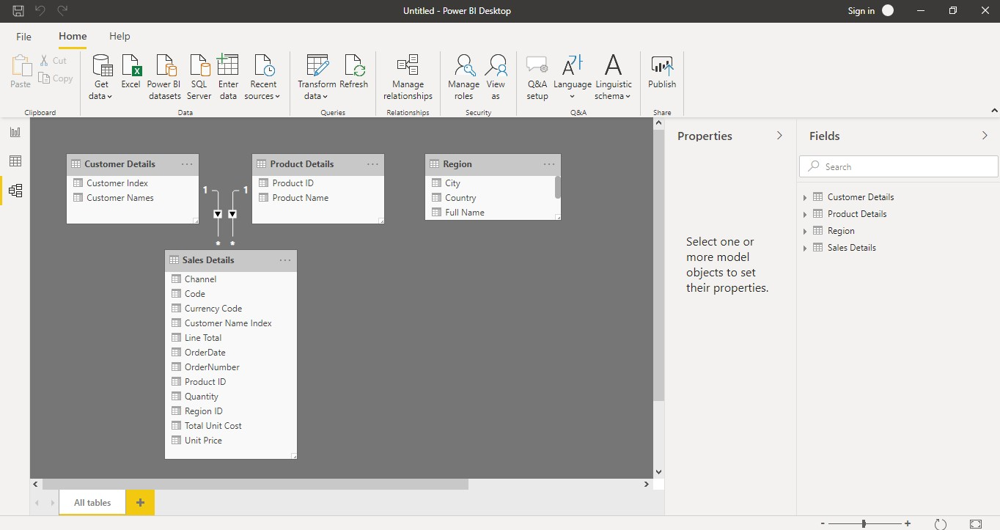 Untitled - Power BI Desktop
Sign in
File
Home
Help
Paste
Cut
Copy
Get data
Excel
Power BI datasets
SQL Server
Enter data
Recent sources
Transform data
Refresh
Manage relationships
Manage roles
View as
Q&A setup
Language
Linguistic schema
Publish
Clipboard
Data
Queries
Relationships
Security
Q&A
Share
Customer Details
Customer Index
Customer Names
Product Details
Product ID
Product Name
Region
City
Country
Full Name
1
1
*
*
Sales Details
Channel
Code
Currency Code
Customer Name Index
Line Total
OrderDate
OrderNumber
Product ID
Quantity
Region ID
Total Unit Cost
Unit Price
All tables
Properties
Select one or
more model
objects to set
their properties.
Fields
Search
Customer Details
Product Details
Region
Sales Details